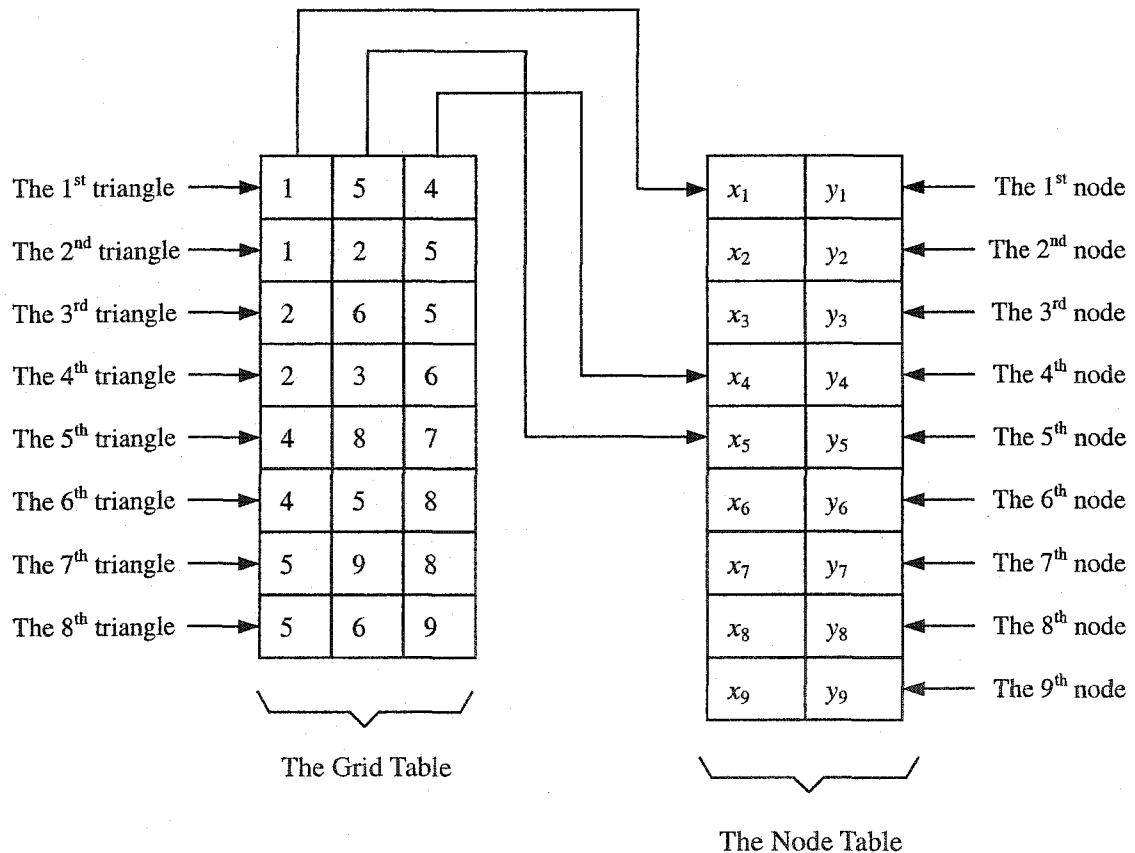 The 1st triangle 1 5 4 x1 y1 The 1st node
The 2nd triangle 1 2 5 x2 y2 The 2nd node
The 3rd triangle 2 6 5 x3 y3 The 3rd node
The 4th triangle 2 3 6 x4 y4 The 4th node
The 5th triangle 4 8 7 x5 y5 The 5th node
The 6th triangle 4 5 8 x6 y6 The 6th node
The 7th triangle 5 9 8 x7 y7 The 7th node
The 8th triangle 5 6 9 x8 y8 The 8th node
x9 y9 The 9th node
The Grid Table
The Node Table